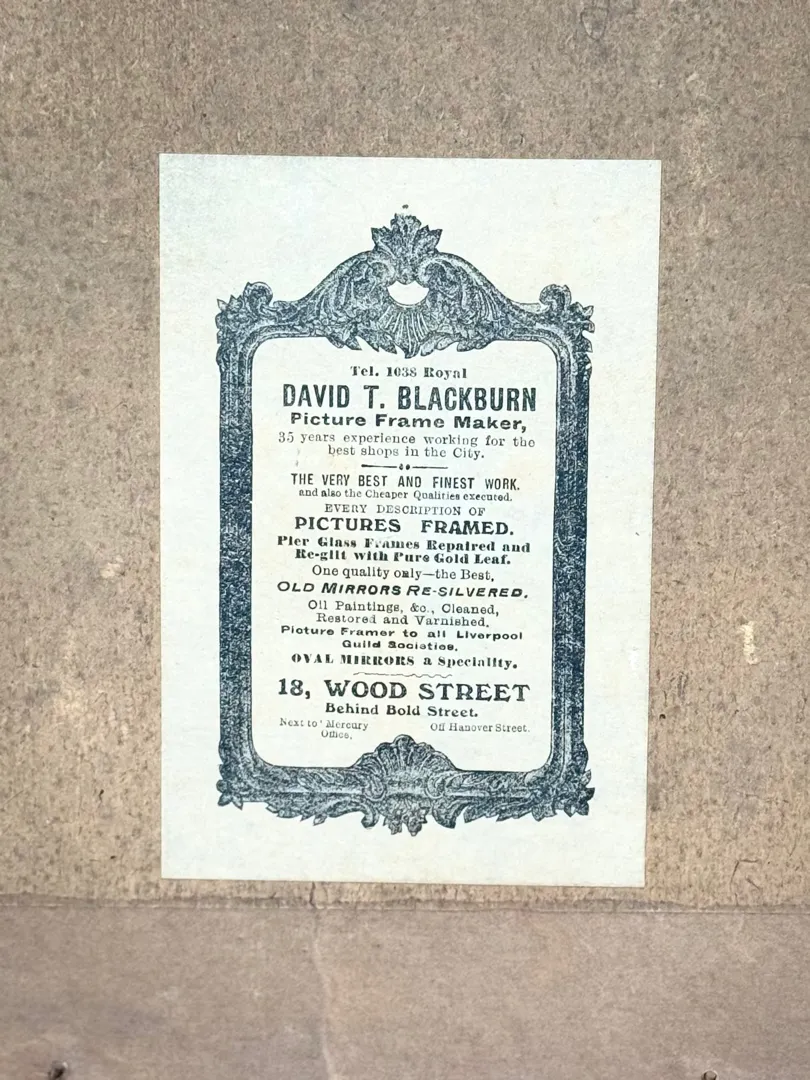 Tel. 1038 Royal
DAVID T. BLACKBURN
Picture Frame Maker,
35 years experience working for the
best shops in the City.
THE VERY BEST AND FINEST WORK.
and also the Cheaper Qualities executed.
EVERY DESCRIPTION OF
PICTURES FRAMED.
Pier Glass Frames Repaired and
Re-gilt with Pure Gold Leaf.
One quality only—the Best,
OLD MIRRORS RE-SILVERED.
Oil Paintings, &c., Cleaned,
Restored and Varnished.
Picture Framer to all Liverpool
Guild Societies.
OVAL MIRRORS a Speciality.
18, WOOD STREET
Behind Bold Street.
Next to' Mercury Off Hanover Street.
Office.